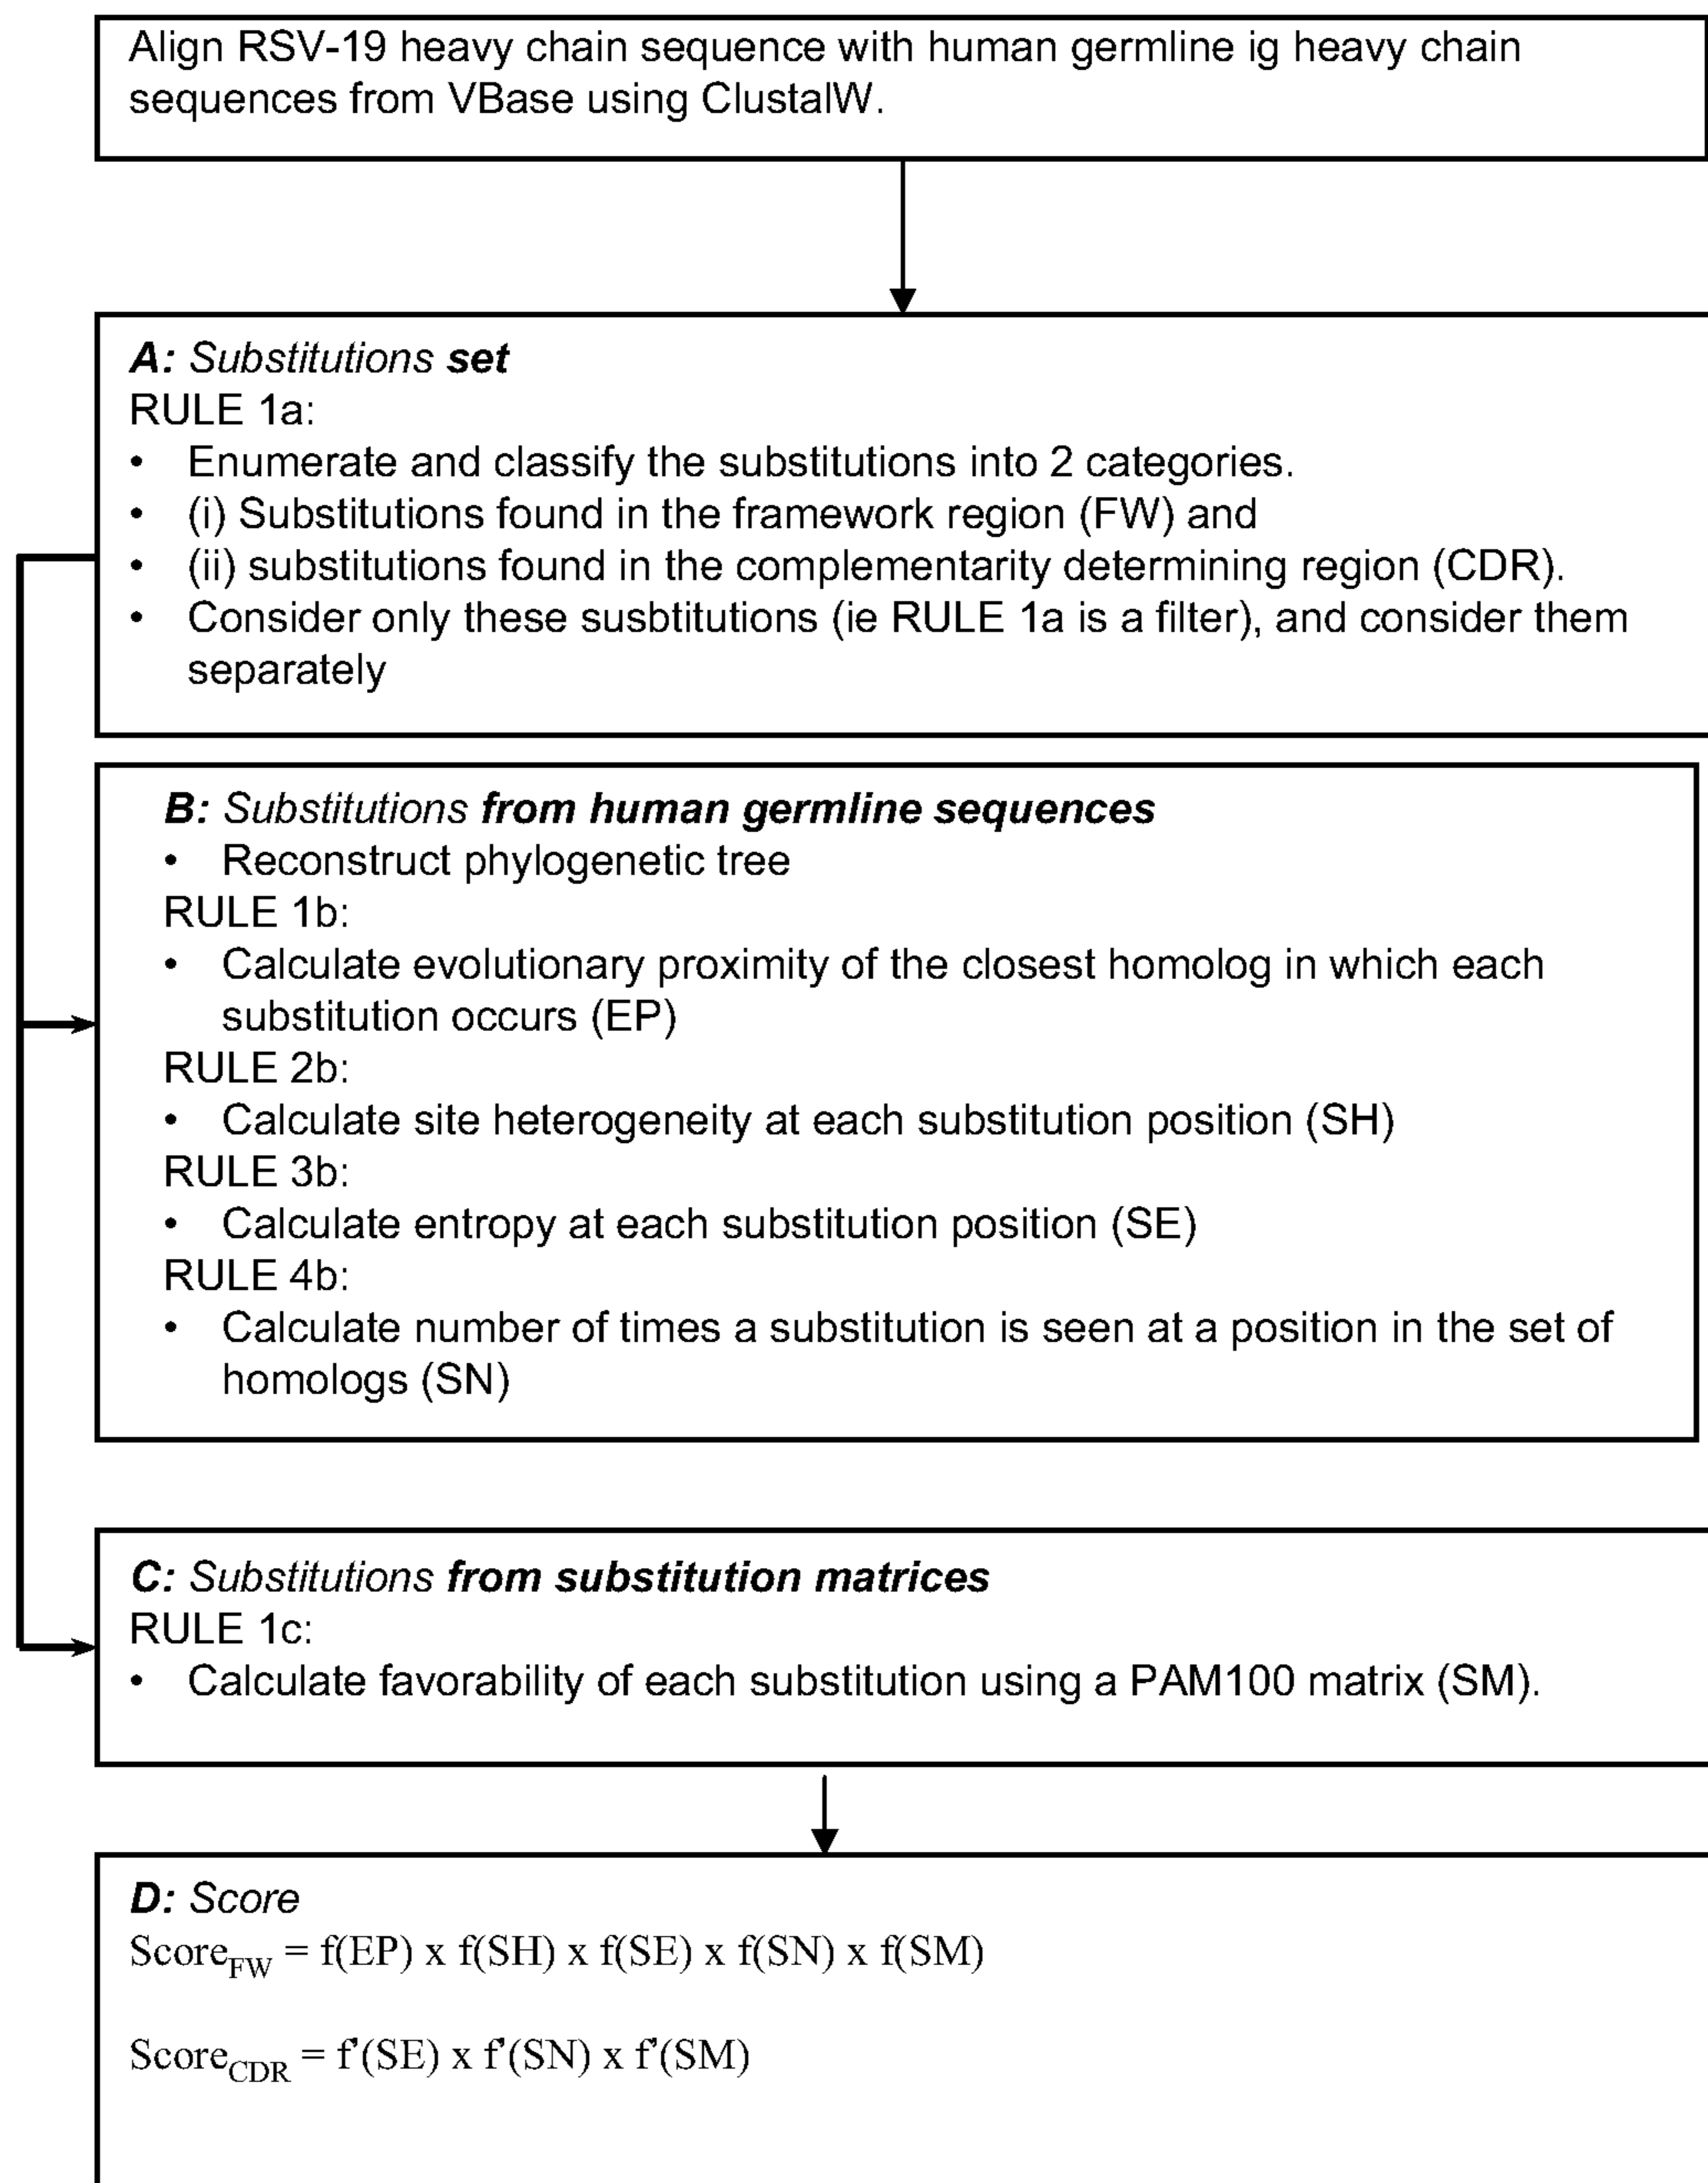 Align RSV-19 heavy chain sequence with human germline ig heavy chain
sequences from VBase using ClustalW.
A: Substitutions set
RULE 1a:
• Enumerate and classify the substitutions into 2 categories.
• (i) Substitutions found in the framework region (FW) and
• (ii) substitutions found in the complementarity determining region (CDR).
• Consider only these susbtitutions (ie RULE 1a is a filter), and consider them
separately
B: Substitutions from human germline sequences
• Reconstruct phylogenetic tree
RULE 1b:
• Calculate evolutionary proximity of the closest homolog in which each
substitution occurs (EP)
RULE 2b:
• Calculate site heterogeneity at each substitution position (SH)
RULE 3b:
• Calculate entropy at each substitution position (SE)
RULE 4b:
• Calculate number of times a substitution is seen at a position in the set of
homologs (SN)
C: Substitutions from substitution matrices
RULE 1c:
• Calculate favorability of each substitution using a PAM100 matrix (SM).
D: Score
Score_FW = f(EP) x f(SH) x f(SE) x f(SN) x f(SM)
Score_CDR = f'(SE) x f'(SN) x f'(SM)